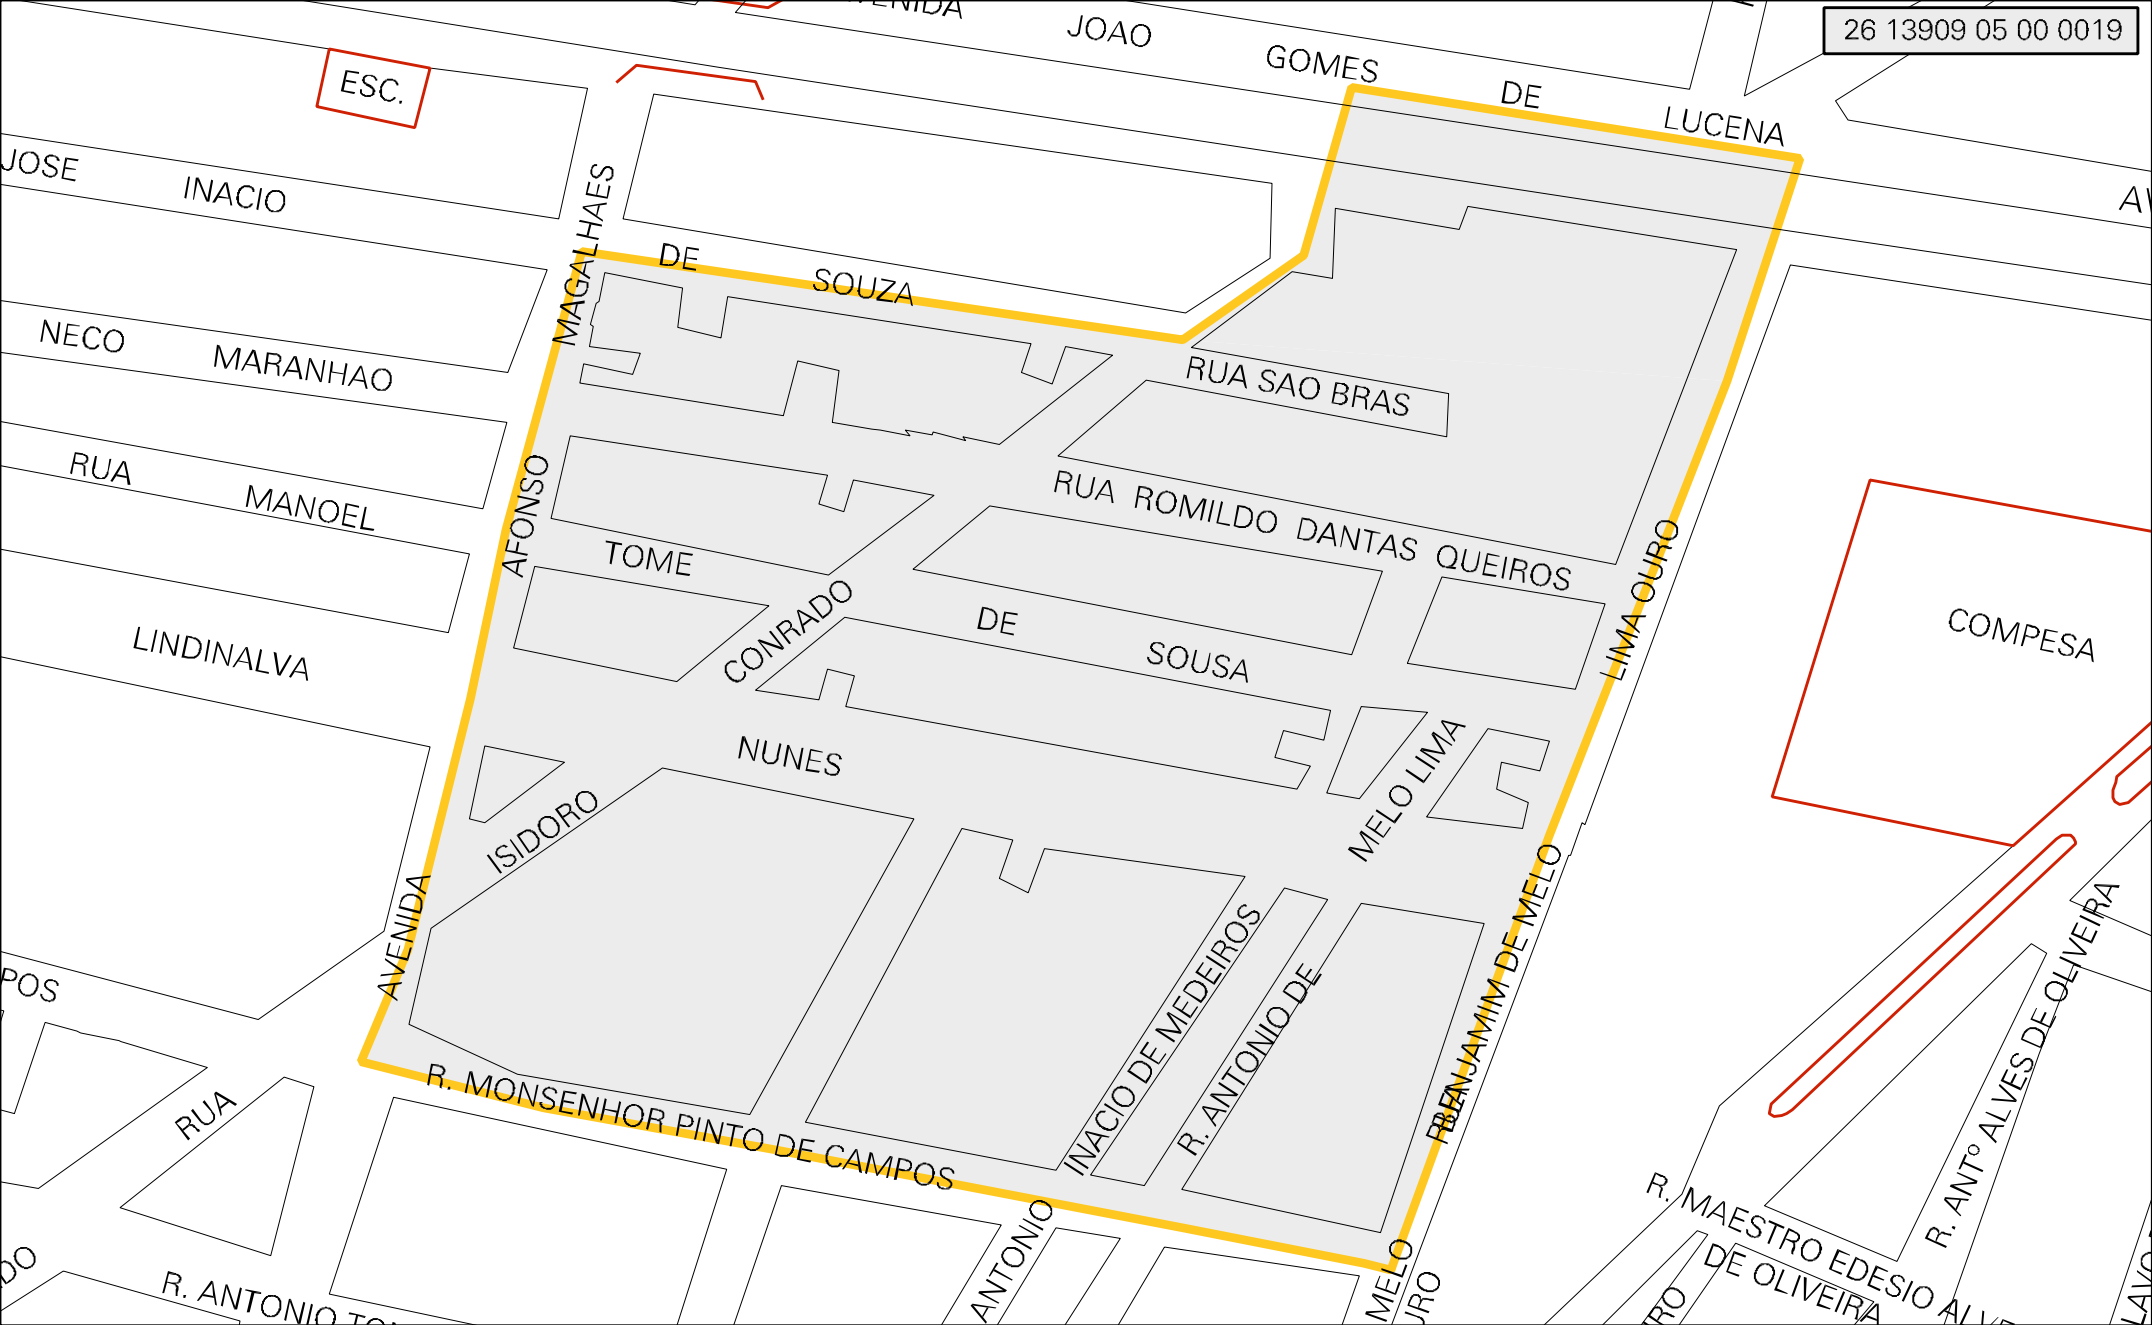 26 13909 05 00 0019
JOAO GOMES DE LUCENA
ESC.
JOSE INACIO
MAGALHAES
DE SOUZA
NECO MARANHAO
RUA SAO BRAS
RUA MANOEL
AFONSO
RUA ROMILDO DANTAS QUEIROS
TOME DE SOUSA
LIMA OURO
CONRADO
COMPESA
LINDINALVA
NUNES
MELO LIMA
ISIDORO
AVENIDA
BENJAMIM DE MELO
INACIO DE MEDEIROS
R. ANTONIO DE
R. ANTº ALVES DE OLIVEIRA
R. MONSENHOR PINTO DE CAMPOS
RUA
RUA
ANTONIO
MELO
R. MAESTRO EDESIO
DE OLIVEIRA
R. ANTONIO